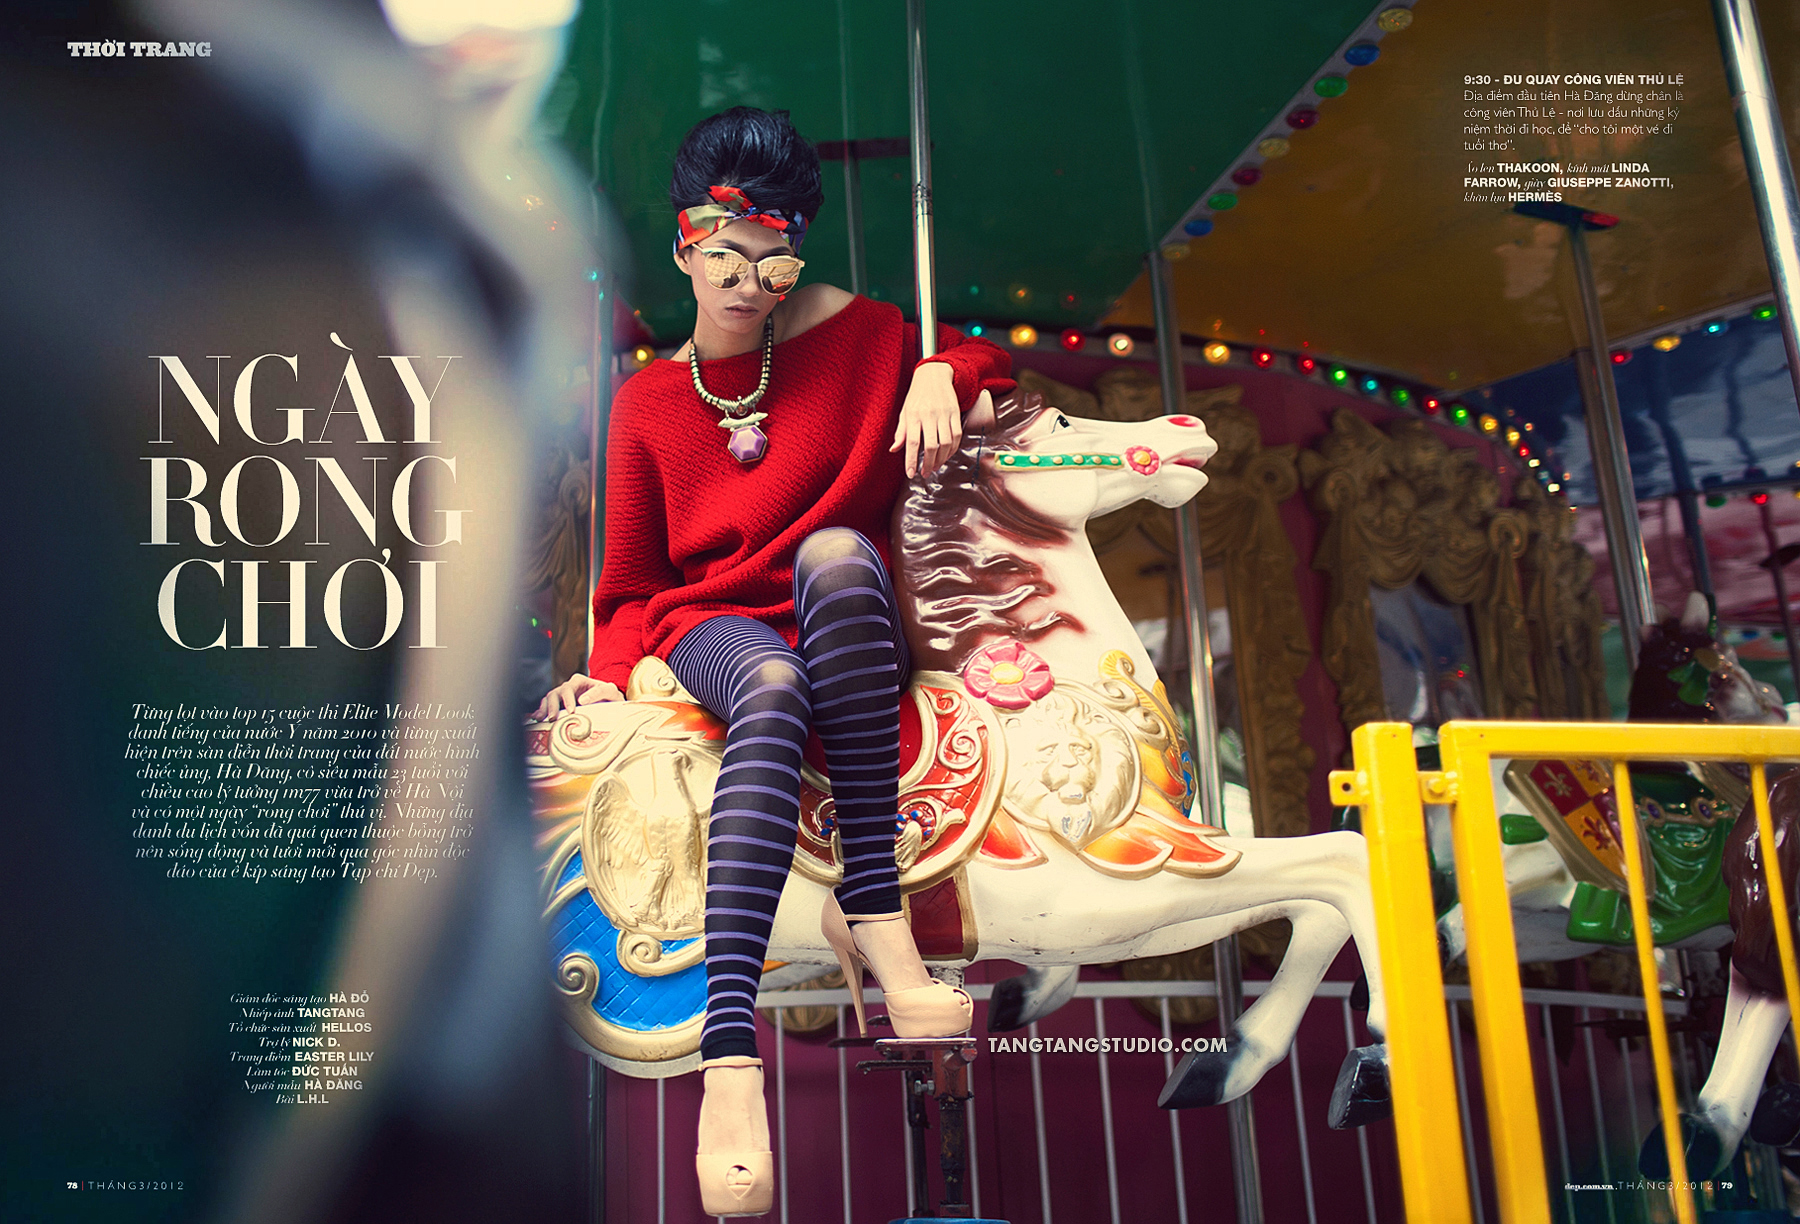 THỜI TRANG
9:30 - ĐU QUAY CÔNG VIÊN THỦ LỆ
Địa điểm đầu tiên Hà Đăng dừng chân là
công viên Thủ Lệ - nơi lưu dấu những kỷ
niệm thời đi học, để “cho tôi một vé đi
tuổi thơ”.
Áo len THAKOON, kính mát LINDA
FARROW, giày GIUSEPPE ZANOTTI,
khăn lụa HERMÈS
NGÀY
RONG
CHƠI
Từng lọt vào top 15 cuộc thi Elite Model Look
danh tiếng của nước Ý năm 2010 và từng xuất
hiện trên sàn diễn thời trang của đất nước hình
chiếc ủng, Hà Đăng, cô siêu mẫu 23 tuổi với
chiều cao lý tưởng 1m77 vừa trở về Hà Nội
và có một ngày “rong chơi” thú vị. Những địa
danh du lịch vốn đã quá quen thuộc bỗng trở
nên sống động và tươi mới qua góc nhìn độc
đáo của ê kíp sáng tạo Tạp chí Đẹp.
Giám đốc sáng tạo HÀ ĐỖ
Nhiếp ảnh TANGTANG
Tổ chức sản xuất HELLOS
Trợ lý NICK D.
Trang điểm EASTER LILY
Làm tóc ĐỨC TUẤN
Người mẫu HÀ ĐĂNG
Bài L.H.L
TANGTANGSTUDIO.COM
78 | THÁNG3/2012
dep.com.vn . THÁNG3/2012 | 79